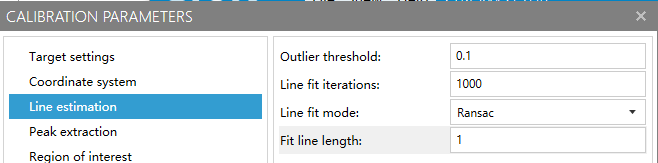 CALIBRATION PARAMETERS
Target settings
Coordinate system
Line estimation
Peak extraction
Region of interest
Outlier threshold: 0.1
Line fit iterations: 1000
Line fit mode: Ransac
Fit line length: 1